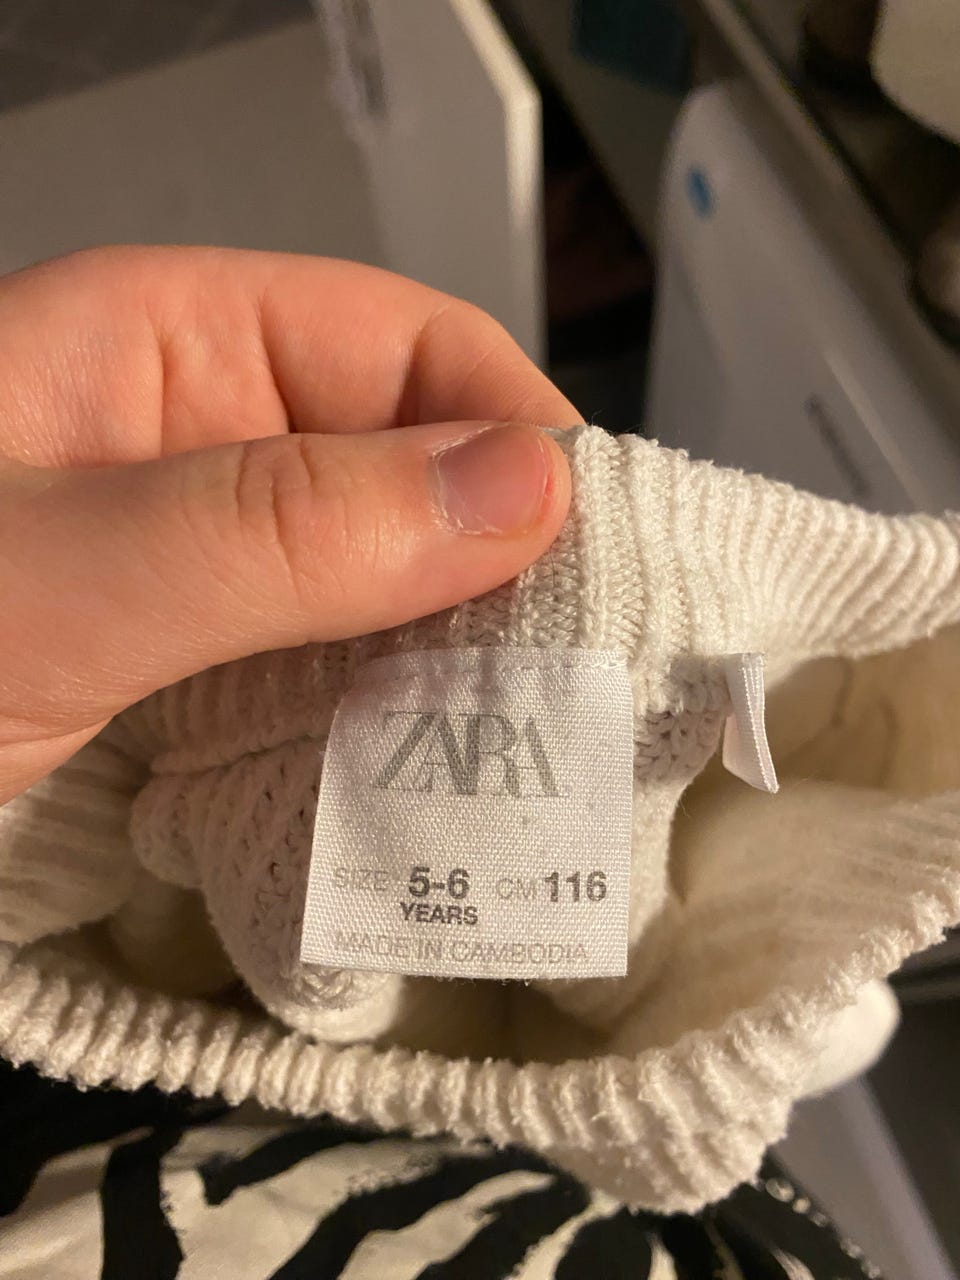 ZARA
SIZE 5-6 CM 116
YEARS
MADE IN CAMBODIA